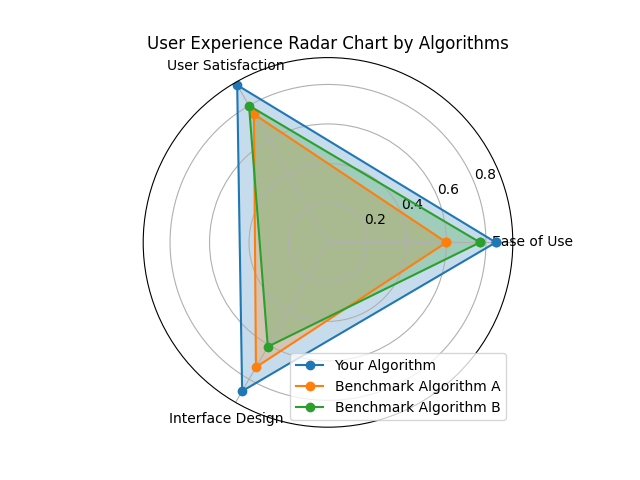 User Experience Radar Chart by Algorithms
User Satisfaction
0.8
0.6
0.4
0.2
Ease of Use
Interface Design
Your Algorithm
Benchmark Algorithm A
Benchmark Algorithm B